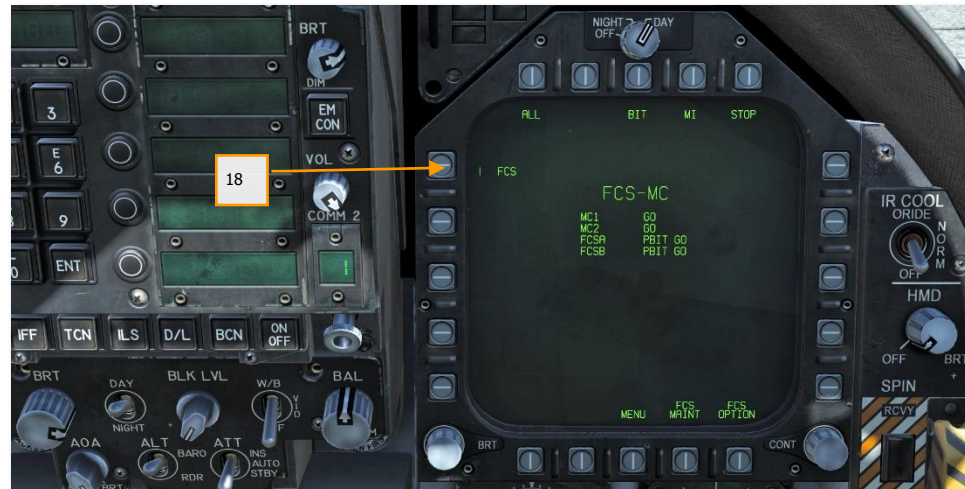 BRT
DIM
3
EM
CON
E
6
VOL
18
9
COMM 2
ENT
IFF
TCN
ILS
D/L
BCN
ON
OFF
BRT
DAY
NIGHT
BLK LVL
W/B
BAL
AOA
ALT
BARO
RDR
ATT
INS
AUTO
STBY
BRT
NIGHT
DAY
OFF
ALL
BIT
MI
STOP
FCS
FCS-MC
MC1 GO
MC2 GO
FCSA PBIT GO
FCSB PBIT GO
MENU
FCS
MAINT
FCS
OPTION
BRT
CONT
IR COOL
ORIDE
NORM
OFF
HMD
OFF
BRT
SPIN
RCVY